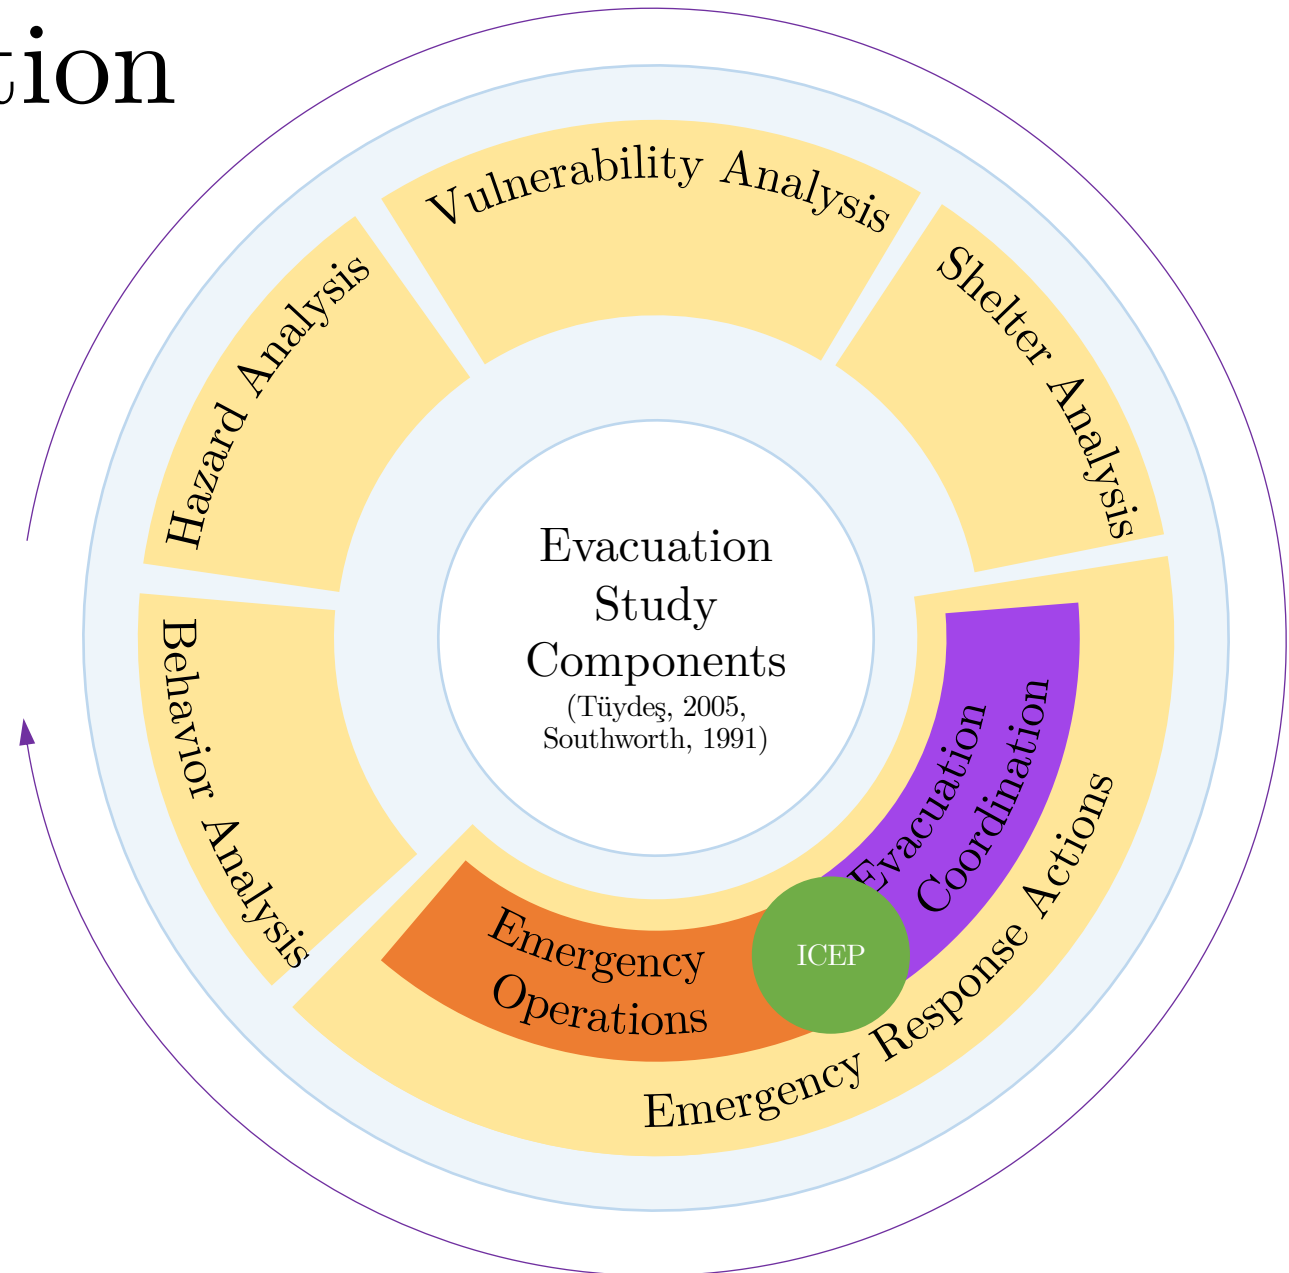 tion
Vulnerability Analysis
Shelter Analysis
Hazard Analysis
Behavior Analysis
Evacuation
Study
Components
(Tüydeş, 2005,
Southworth, 1991)
Evacuation
Coordination
Emergency
Operations
ICEP
Emergency Response Actions